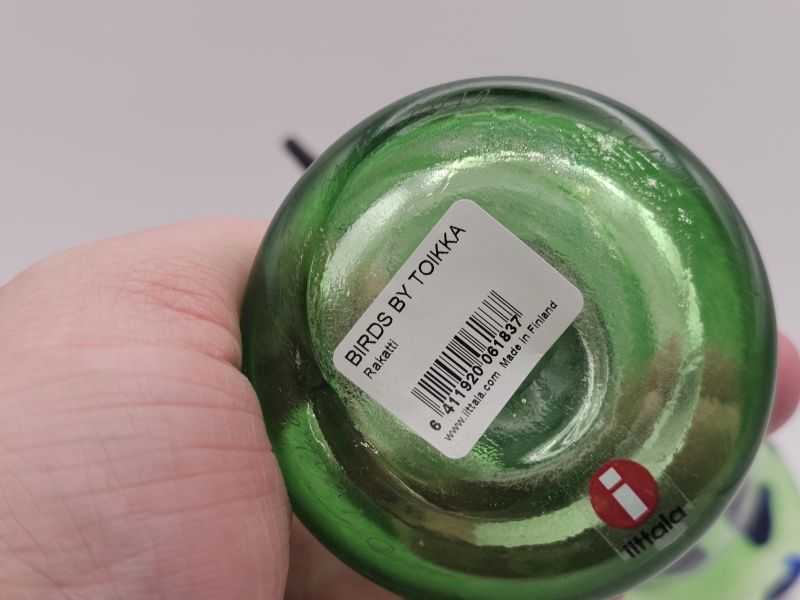 BIRDS BY TOIKKA
Rakatti
6 411920 061837
www.iittala.com Made in Finland
i
iittala